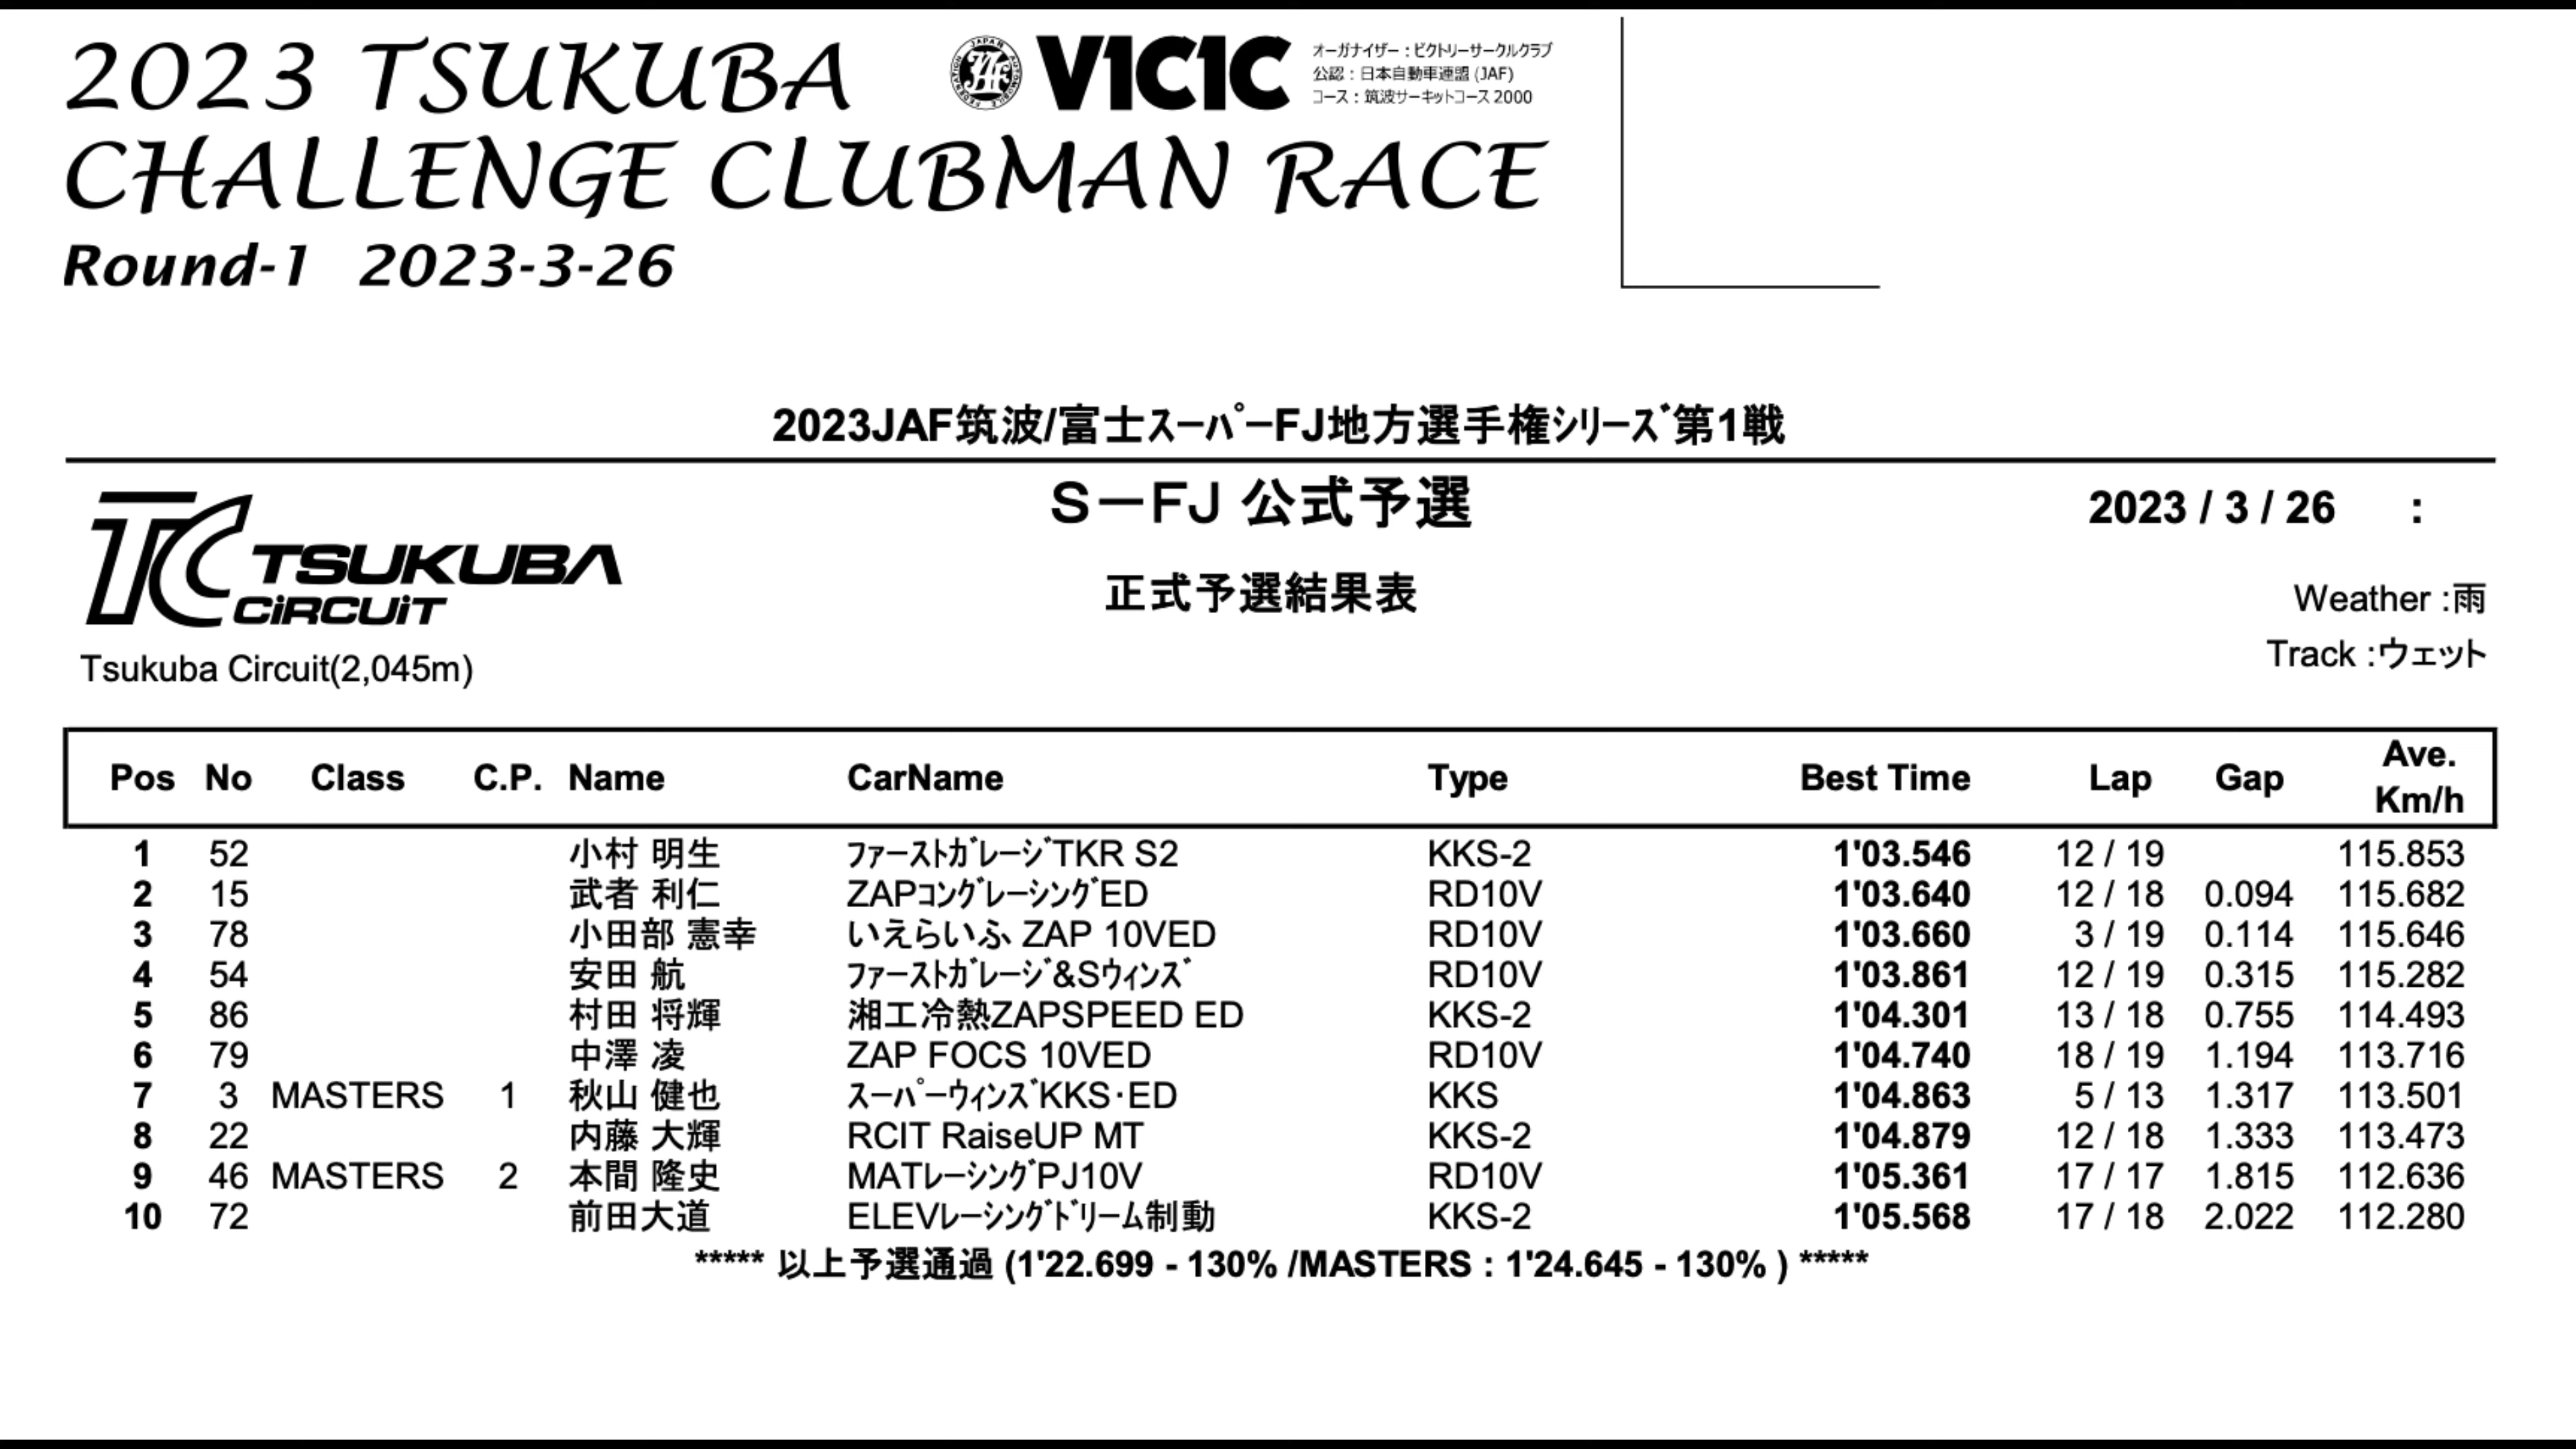 2023 TSUKUBA
CHALLENGE CLUBMAN RACE
Round-1 2023-3-26
JAPAN AUTOMOBILE FEDERATION
JAF
V1C1C
オーガナイザー : ビクトリーサークルクラブ
公認 : 日本自動車連盟 (JAF)
コース : 筑波サーキットコース 2000
2023JAF筑波/富士ｽｰﾊﾟｰFJ地方選手権ｼﾘｰｽﾞ第1戦
TC TSUKUBA
CiRCUiT
Tsukuba Circuit(2,045m)
S－FJ 公式予選
正式予選結果表
2023 / 3 / 26 :
Weather :雨
Track :ウェット
Pos No Class C.P. Name CarName Type Best Time Lap Gap Ave. Km/h
1 52 小村 明生 ﾌｧｰｽﾄｶﾞﾚｰｼﾞTKR S2 KKS-2 1'03.546 12 / 19 115.853
2 15 武者 利仁 ZAPｺﾝｸﾞﾚｰｼﾝｸﾞED RD10V 1'03.640 12 / 18 0.094 115.682
3 78 小田部 憲幸 いえらいふ ZAP 10VED RD10V 1'03.660 3 / 19 0.114 115.646
4 54 安田 航 ﾌｧｰｽﾄｶﾞﾚｰｼﾞ&Sｳｨﾝｽﾞ RD10V 1'03.861 12 / 19 0.315 115.282
5 86 村田 将輝 湘工冷熱ZAPSPEED ED KKS-2 1'04.301 13 / 18 0.755 114.493
6 79 中澤 凌 ZAP FOCS 10VED RD10V 1'04.740 18 / 19 1.194 113.716
7 3 MASTERS 1 秋山 健也 ｽｰﾊﾟｰｳｨﾝｽﾞKKS･ED KKS 1'04.863 5 / 13 1.317 113.501
8 22 内藤 大輝 RCIT RaiseUP MT KKS-2 1'04.879 12 / 18 1.333 113.473
9 46 MASTERS 2 本間 隆史 MATﾚｰｼﾝｸﾞPJ10V RD10V 1'05.361 17 / 17 1.815 112.636
10 72 前田大道 ELEVﾚｰｼﾝｸﾞﾄﾞﾘｰﾑ制動 KKS-2 1'05.568 17 / 18 2.022 112.280
***** 以上予選通過 (1'22.699 - 130% /MASTERS : 1'24.645 - 130% ) *****